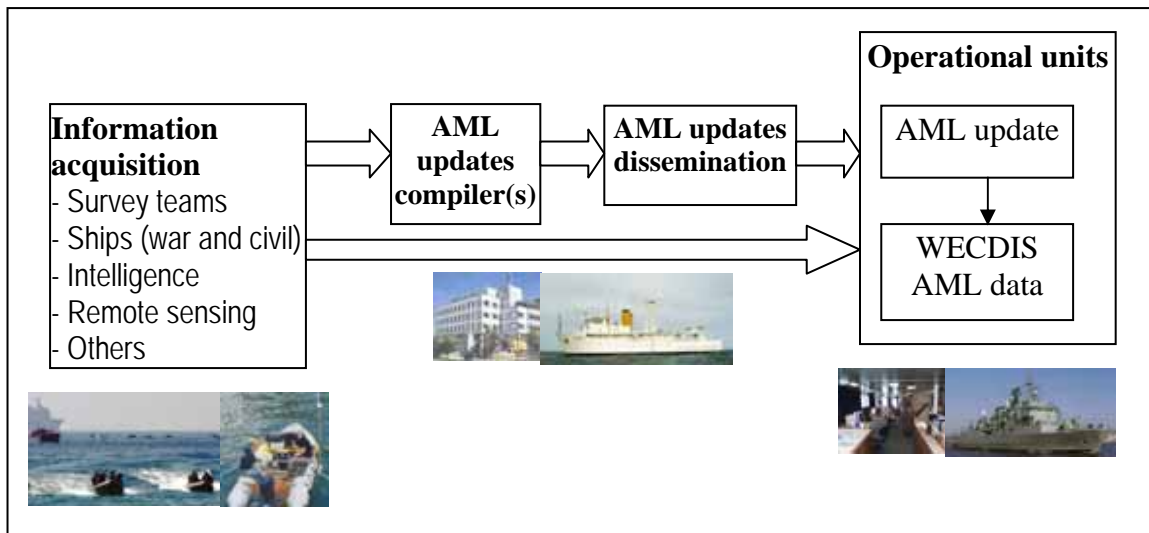 Information
acquisition
- Survey teams
- Ships (war and civil)
- Intelligence
- Remote sensing
- Others
AML
updates
compiler(s)
AML updates
dissemination
Operational units
AML update
WECDIS
AML data